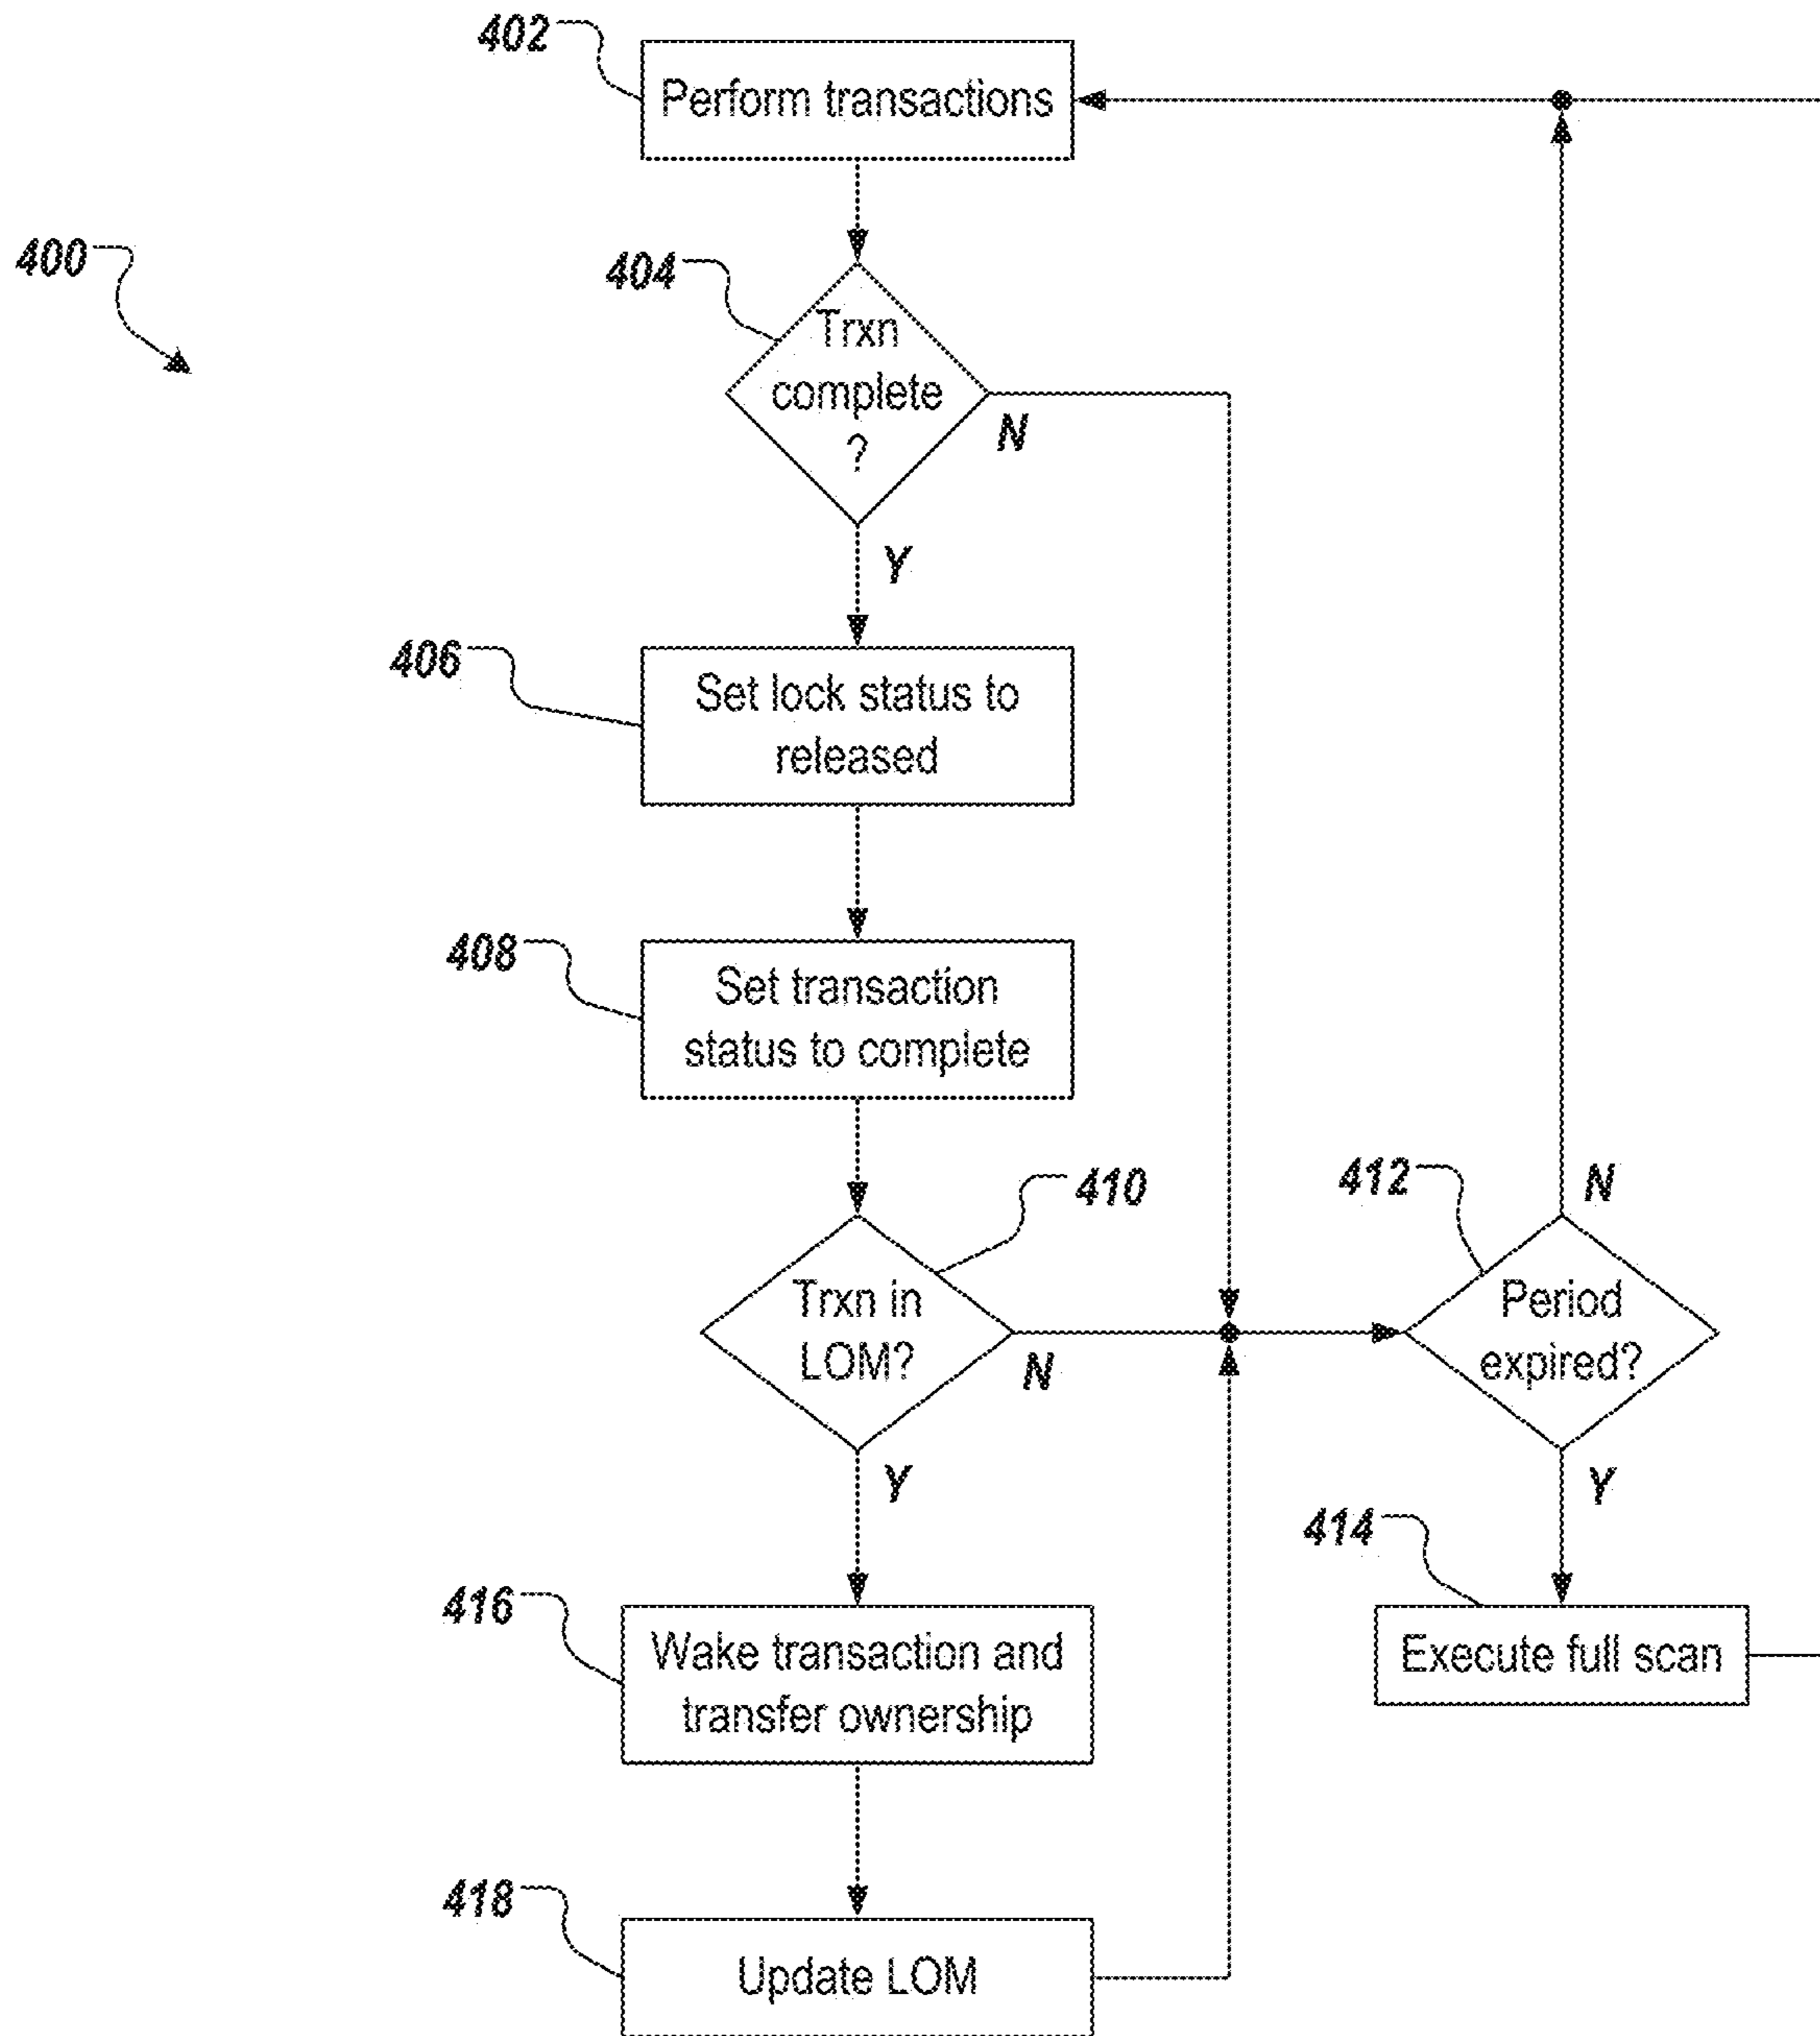 402
Perform transactions
400
404
Trxn
complete
?
N
Y
406
Set lock status to
released
408
Set transaction
status to complete
410
412
N
Trxn in
LOM?
N
Period
expired?
Y
Y
414
416
Wake transaction and
transfer ownership
Execute full scan
418
Update LOM